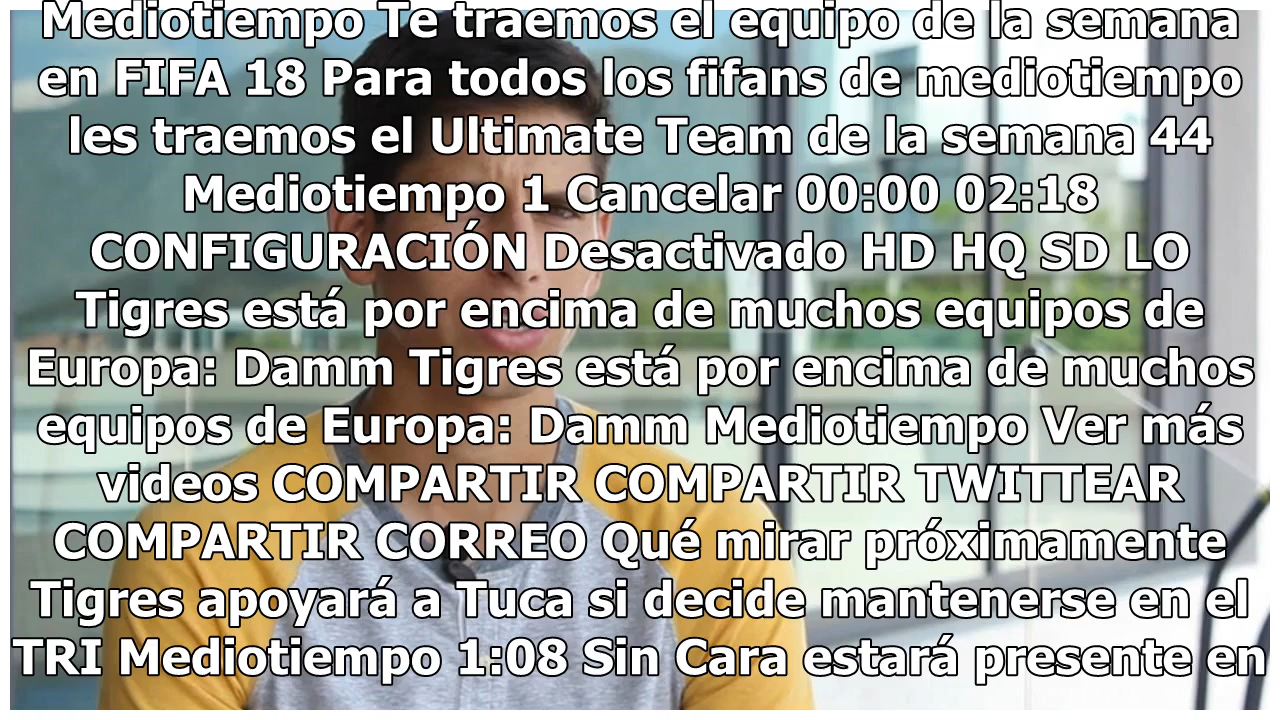 Mediotiempo Te traemos el equipo de la semana
en FIFA 18 Para todos los fifans de mediotiempo
les traemos el Ultimate Team de la semana 44
Mediotiempo 1 Cancelar 00:00 02:18
CONFIGURACIÓN Desactivado HD HQ SD LO
Tigres está por encima de muchos equipos de
Europa: Damm Tigres está por encima de muchos
equipos de Europa: Damm Mediotiempo Ver más
videos COMPARTIR COMPARTIR TWITTEAR
COMPARTIR CORREO Qué mirar próximamente
Tigres apoyará a Tuca si decide mantenerse en el
TRI Mediotiempo 1:08 Sin Cara estará presente en